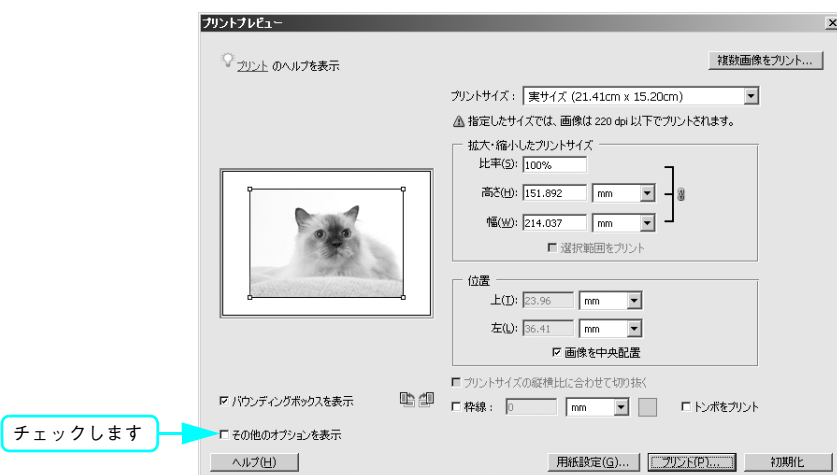 プリントプレビュー
プリント のヘルプを表示
複数画像をプリント...
プリントサイズ： 実サイズ (21.41cm x 15.20cm)
指定したサイズでは、画像は 220 dpi 以下でプリントされます。
拡大・縮小したプリントサイズ
比率(S): 100%
高さ(H): 151.892 mm
幅(W): 214.037 mm
選択範囲をプリント
位置
上(T): 23.96 mm
左(L): 36.41 mm
画像を中央配置
プリントサイズの縦横比に合わせて切り抜く
バウンディングボックスを表示
枠線： 0 mm
トンボをプリント
チェックします
その他のオプションを表示
ヘルプ(H)
用紙設定(G)...
プリント(P)...
初期化